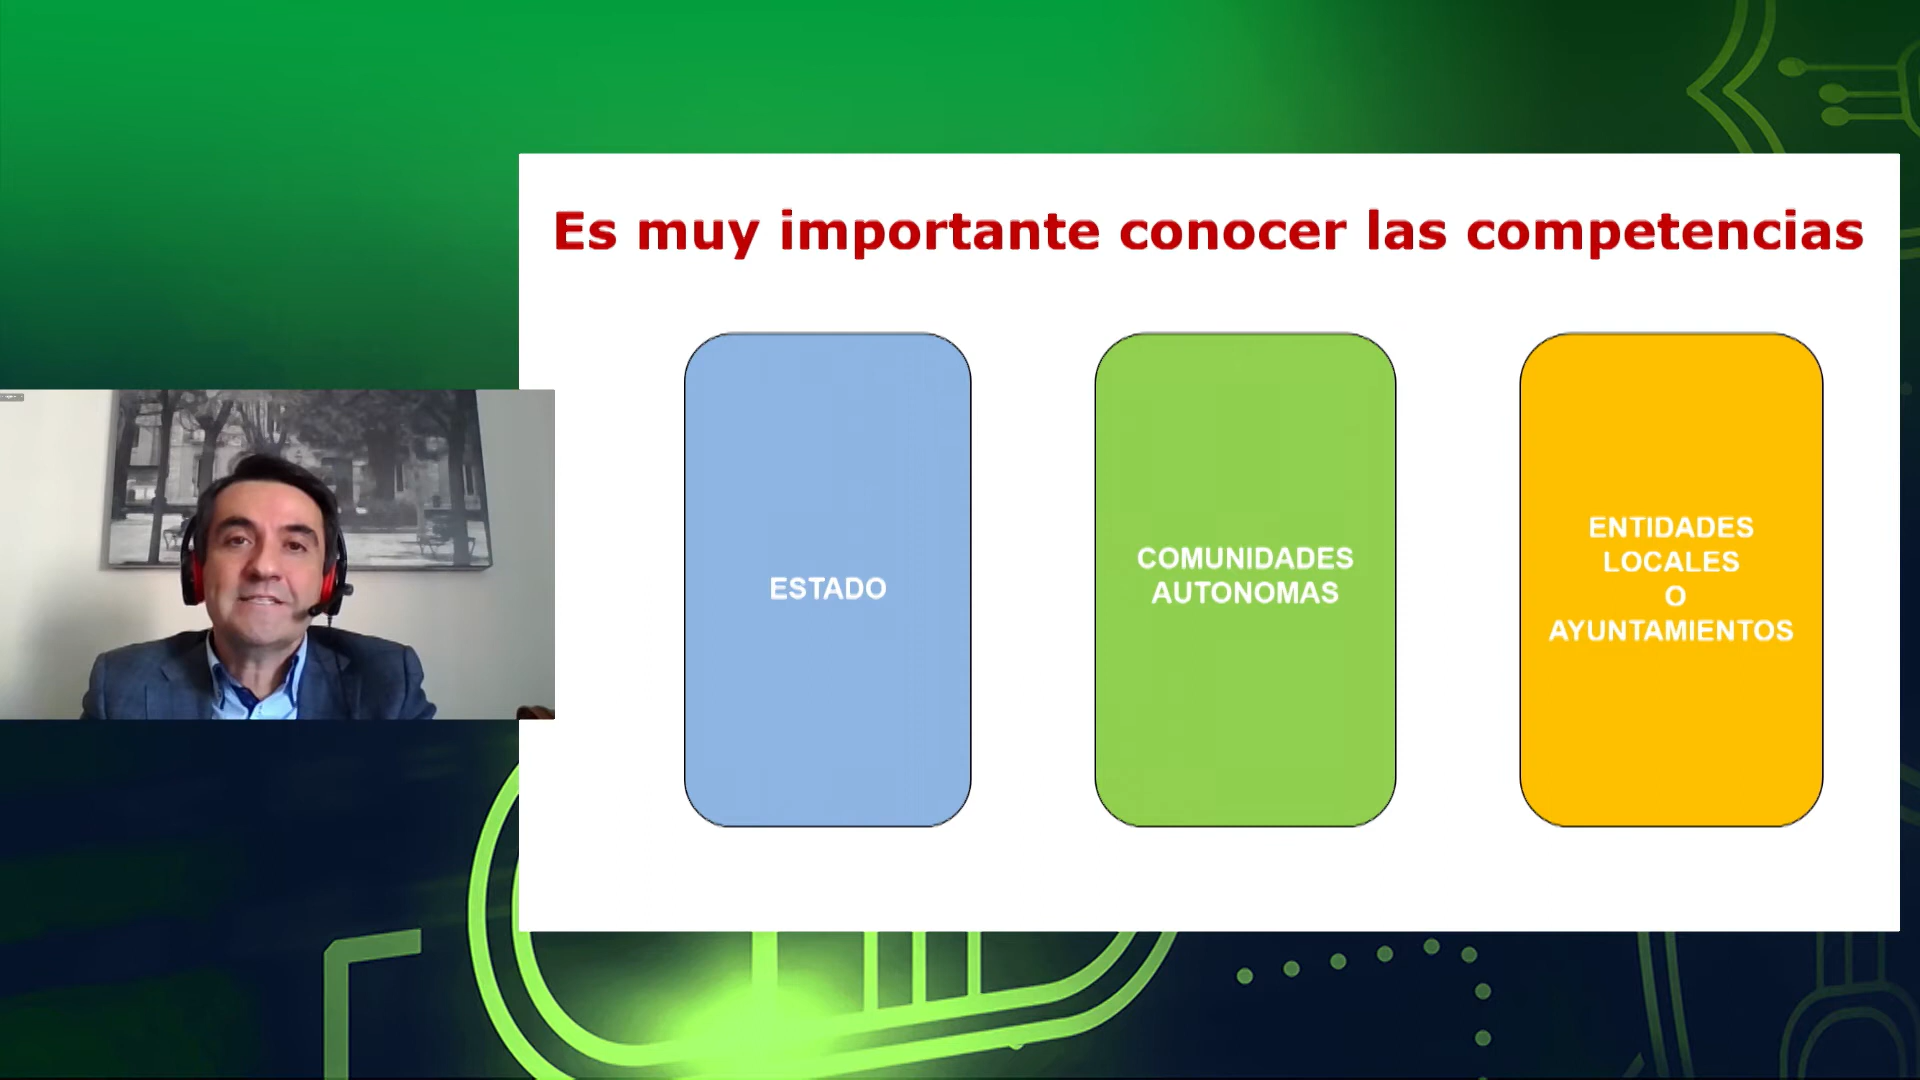 Es muy importante conocer las competencias
ESTADO
COMUNIDADES
AUTONOMAS
ENTIDADES
LOCALES
O
AYUNTAMIENTOS